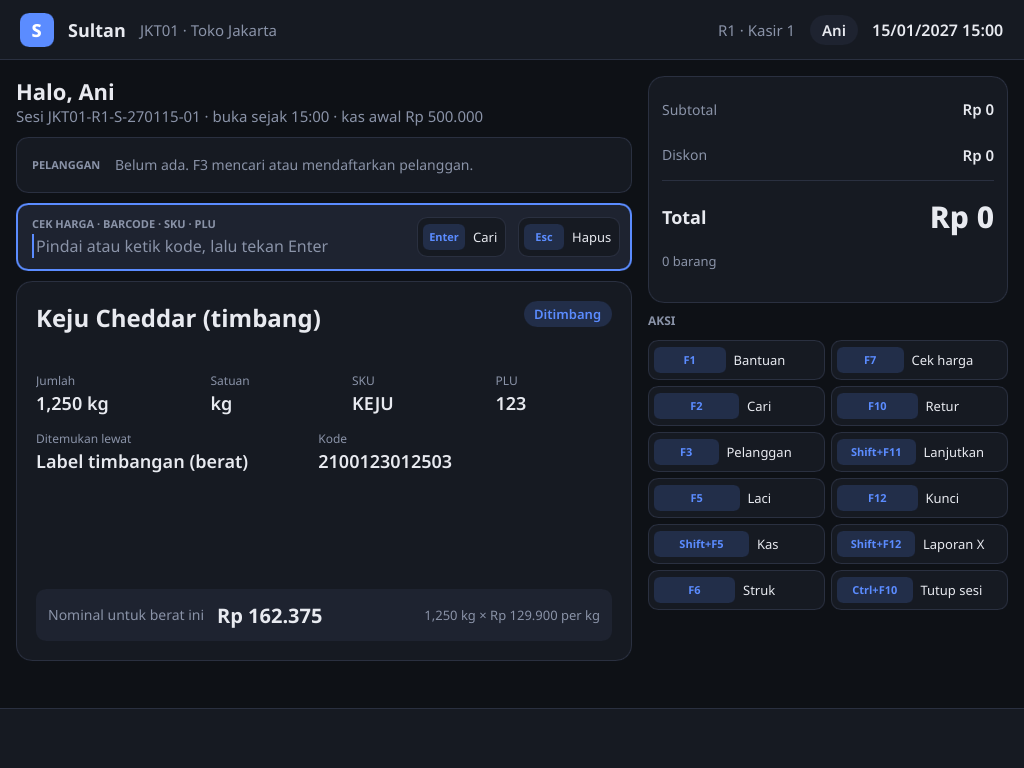 S Sultan JKT01 · Toko Jakarta R1 · Kasir 1 Ani 15/01/2027 15:00
Halo, Ani
Sesi JKT01-R1-S-270115-01 · buka sejak 15:00 · kas awal Rp 500.000
PELANGGAN Belum ada. F3 mencari atau mendaftarkan pelanggan.
CEK HARGA · BARCODE · SKU · PLU
Pindai atau ketik kode, lalu tekan Enter
Enter Cari Esc Hapus
Keju Cheddar (timbang) Ditimbang
Jumlah Satuan SKU PLU
1,250 kg kg KEJU 123
Ditemukan lewat Kode
Label timbangan (berat) 2100123012503
Nominal untuk berat ini Rp 162.375 1,250 kg × Rp 129.900 per kg
Subtotal Rp 0
Diskon Rp 0
Total Rp 0
0 barang
AKSI
F1 Bantuan F7 Cek harga
F2 Cari F10 Retur
F3 Pelanggan Shift+F11 Lanjutkan
F5 Laci F12 Kunci
Shift+F5 Kas Shift+F12 Laporan X
F6 Struk Ctrl+F10 Tutup sesi